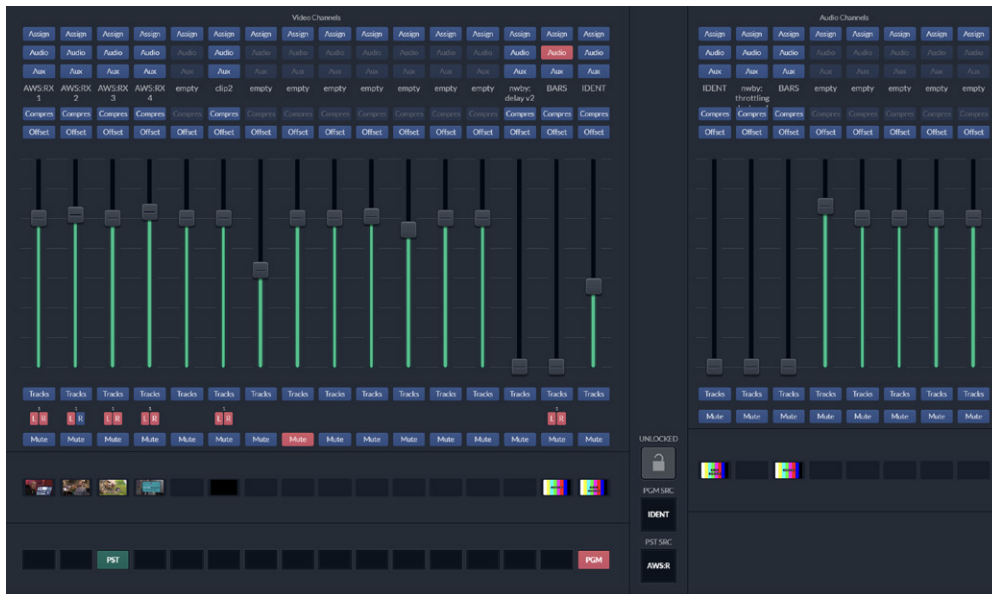 Video Channels
Audio Channels
Assign Assign Assign Assign Assign Assign Assign Assign Assign Assign Assign Assign Assign Assign Assign Assign
Assign Assign Assign Assign Assign Assign Assign Assign
Audio Audio Audio Audio Audio Audio Audio Audio Audio Audio Audio Audio Audio Audio Audio Audio
Audio Audio Audio Audio Audio Audio Audio Audio
Aux Aux Aux Aux Aux Aux Aux Aux Aux Aux Aux Aux Aux Aux Aux Aux
Aux Aux Aux Aux Aux Aux Aux Aux
AWS:RX 1 AWS:RX 2 AWS:RX 3 AWS:RX 4 empty clip2 empty empty empty empty empty empty empty nwby: delay v2 BARS IDENT
IDENT nwby: throttling BARS empty empty empty empty empty
Compres Compres Compres Compres Compres Compres Compres Compres Compres Compres Compres Compres Compres Compres Compres Compres
Compres Compres Compres Compres Compres Compres Compres Compres
Offset Offset Offset Offset Offset Offset Offset Offset Offset Offset Offset Offset Offset Offset Offset Offset
Offset Offset Offset Offset Offset Offset Offset Offset
Tracks Tracks Tracks Tracks Tracks Tracks Tracks Tracks Tracks Tracks Tracks Tracks Tracks Tracks Tracks Tracks
Tracks Tracks Tracks Tracks Tracks Tracks Tracks Tracks
1 1 1 1 1 1
L R L R L R L R L R L R
Mute Mute Mute Mute Mute Mute Mute Mute Mute Mute Mute Mute Mute Mute Mute Mute
Mute Mute Mute Mute Mute Mute Mute Mute
UNLOCKED
PGM SRC
IDENT
PST SRC
AWS:R
PST
PGM